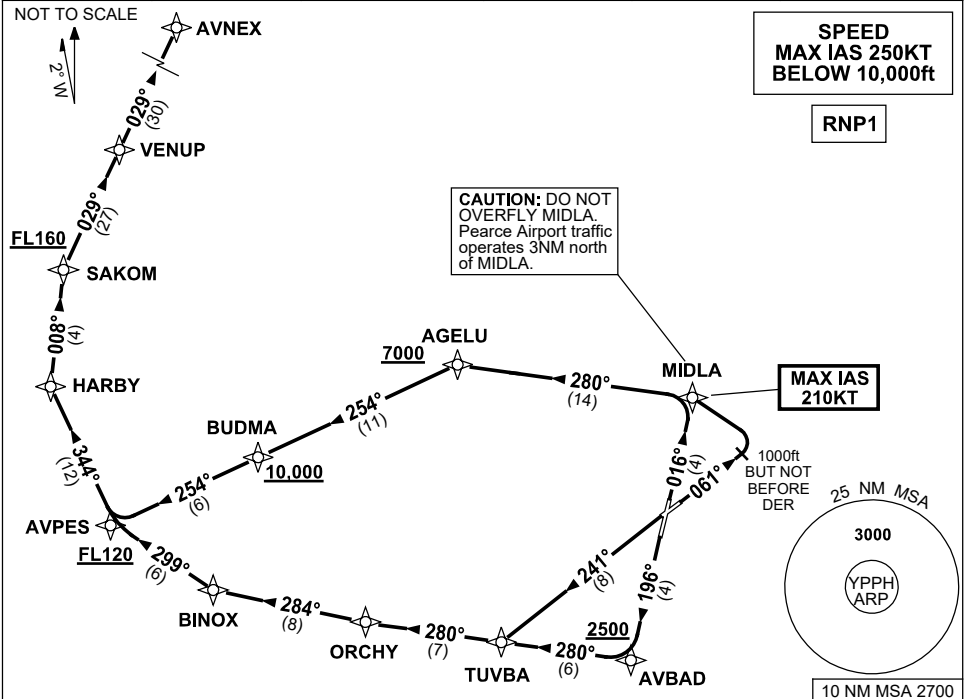 NOT TO SCALE
2° W
AVNEX
SPEED
MAX IAS 250KT
BELOW 10,000ft
RNP1
029°
(30)
VENUP
029°
(27)
FL160
SAKOM
008°
(4)
HARBY
344°
(12)
CAUTION: DO NOT
OVERFLY MIDLA.
Pearce Airport traffic
operates 3NM north
of MIDLA.
AGELU
7000
280°
(14)
MIDLA
MAX IAS
210KT
254°
(11)
BUDMA
10,000
254°
(6)
AVPES
FL120
299°
(6)
BINOX
284°
(8)
ORCHY
280°
(7)
TUVBA
280°
(6)
2500
AVBAD
016°
(4)
061°
1000ft
BUT NOT
BEFORE
DER
241°
(8)
196°
(4)
25 NM MSA
3000
YPPH
ARP
10 NM MSA 2700